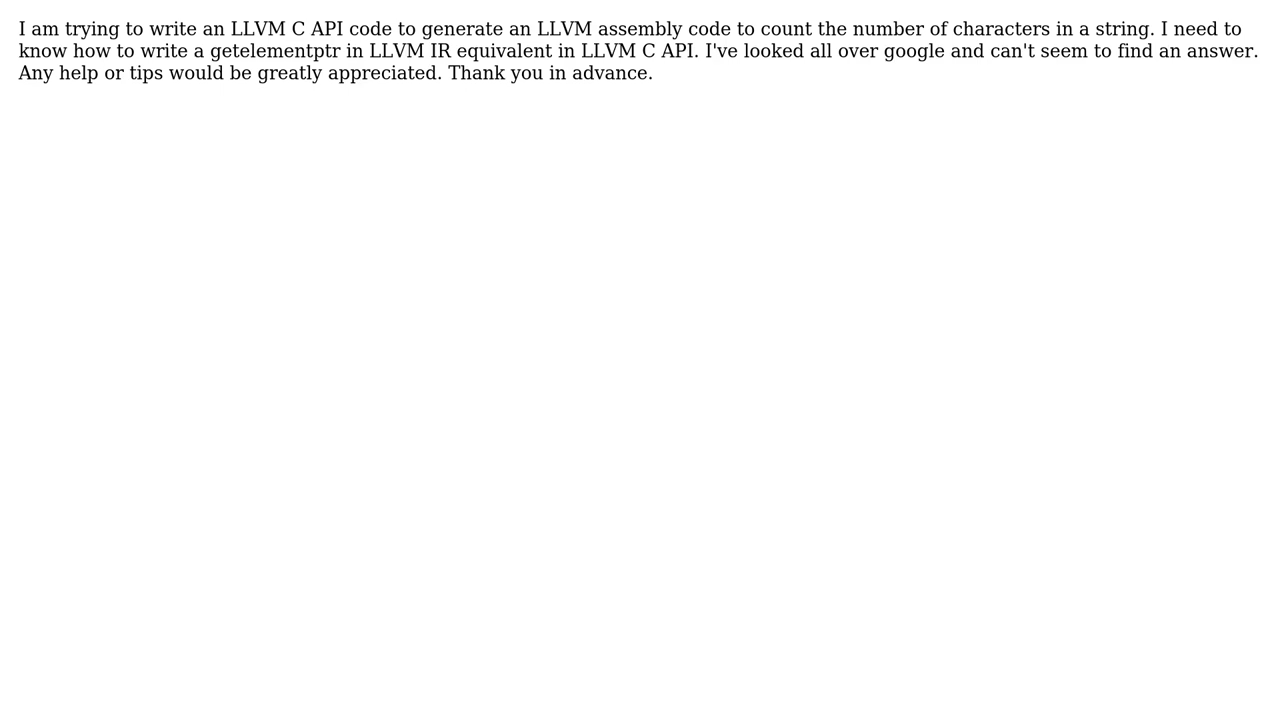 I am trying to write an LLVM C API code to generate an LLVM assembly code to count the number of characters in a string. I need to
know how to write a getelementptr in LLVM IR equivalent in LLVM C API. I've looked all over google and can't seem to find an answer.
Any help or tips would be greatly appreciated. Thank you in advance.